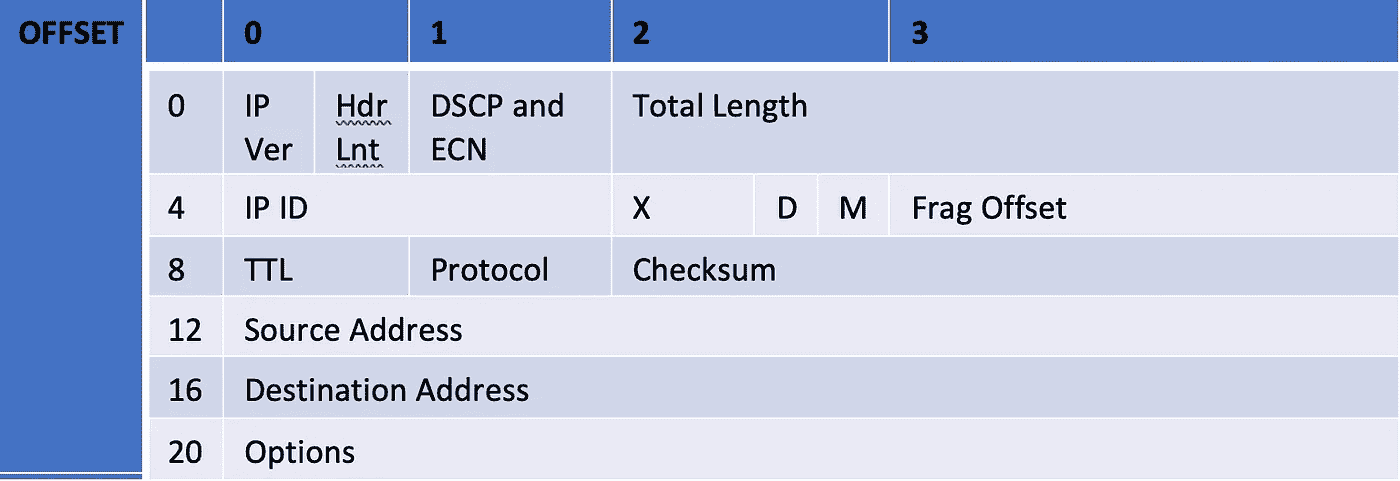 OFFSET 0 1 2 3
0 IP Hdr DSCP and Total Length
Ver Lnt ECN
4 IP ID X D M Frag Offset
8 TTL Protocol Checksum
12 Source Address
16 Destination Address
20 Options